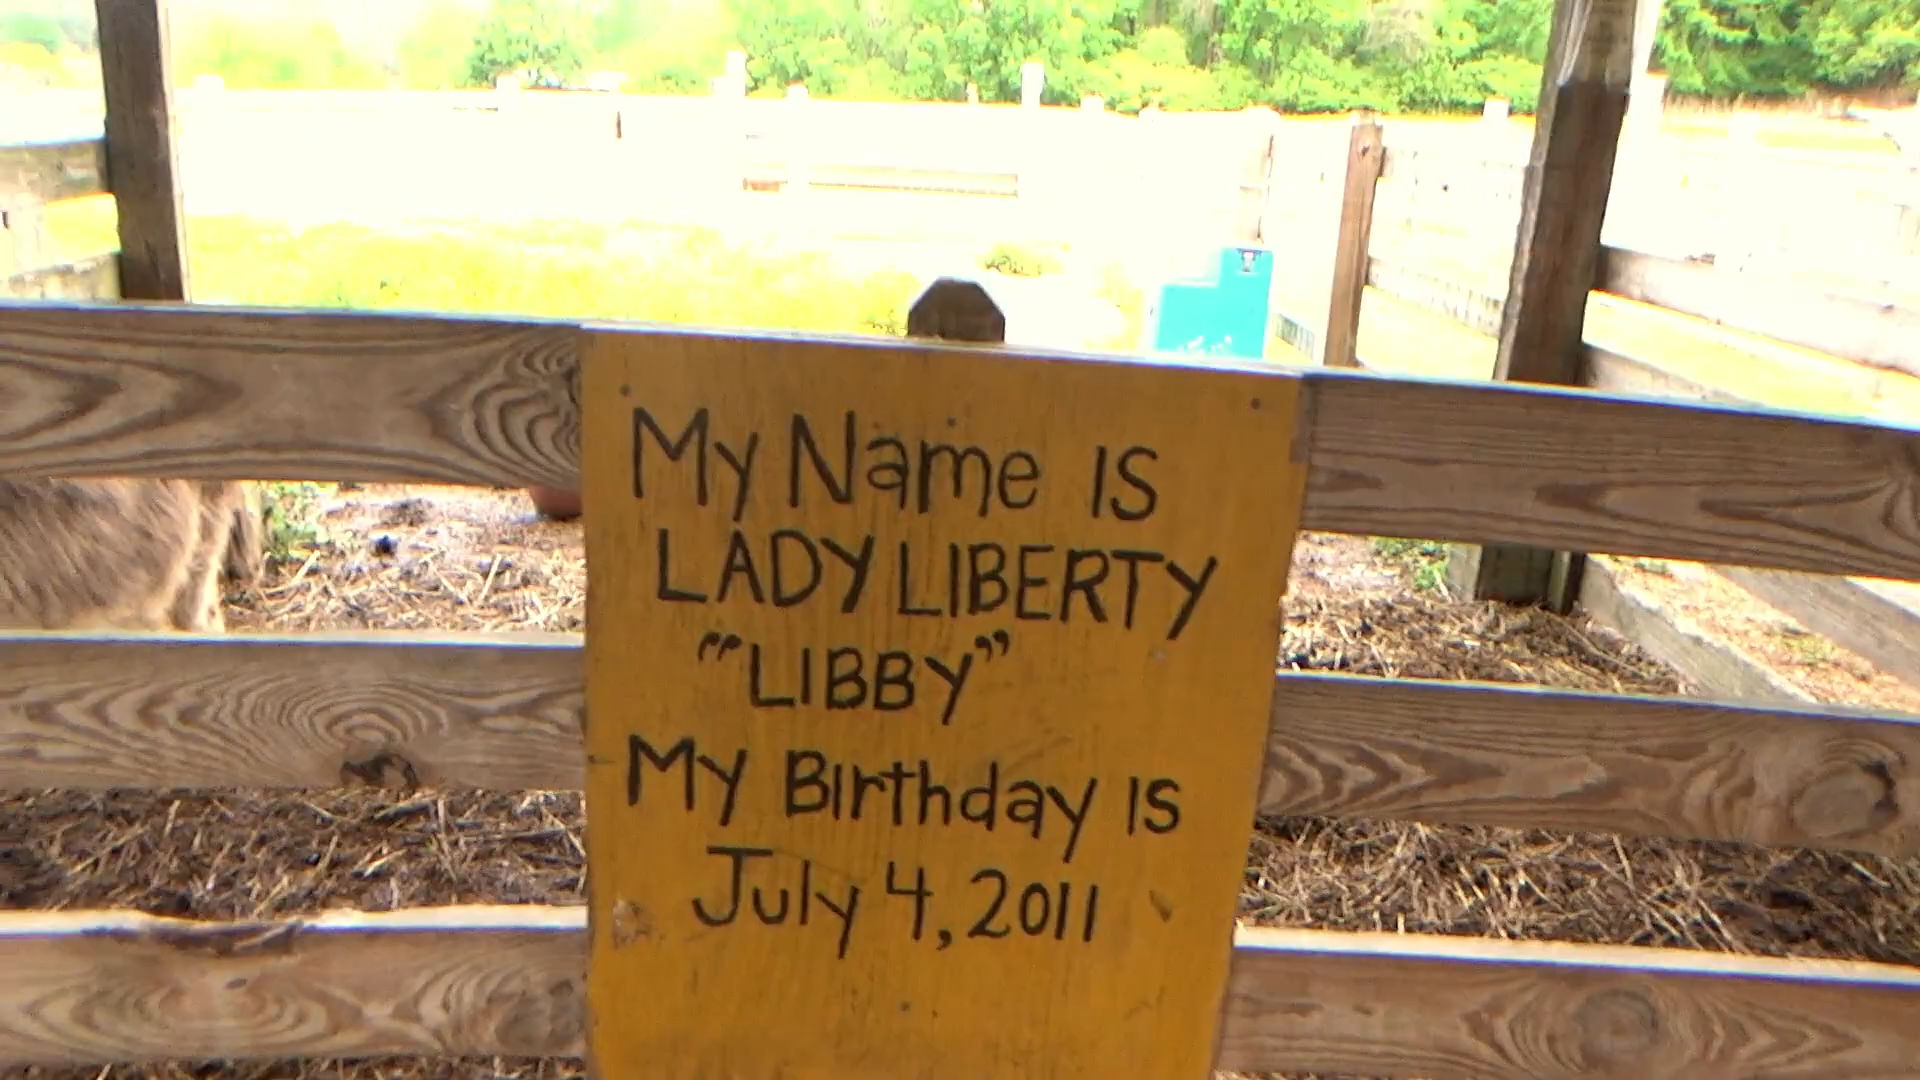 My Name IS
LADY LIBERTY
"LIBBY"
My Birthday IS
July 4, 2011